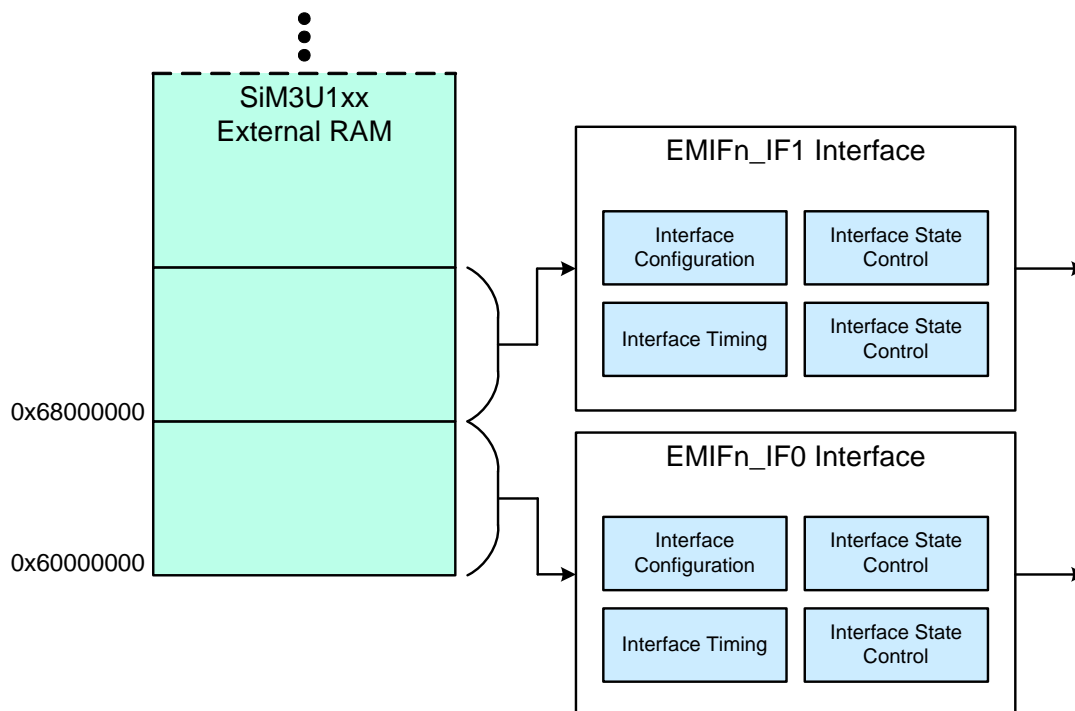 SiM3U1xx
External RAM
0x68000000
0x60000000
EMIFn_IF1 Interface
Interface
Configuration
Interface State
Control
Interface Timing
Interface State
Control
EMIFn_IF0 Interface
Interface
Configuration
Interface State
Control
Interface Timing
Interface State
Control